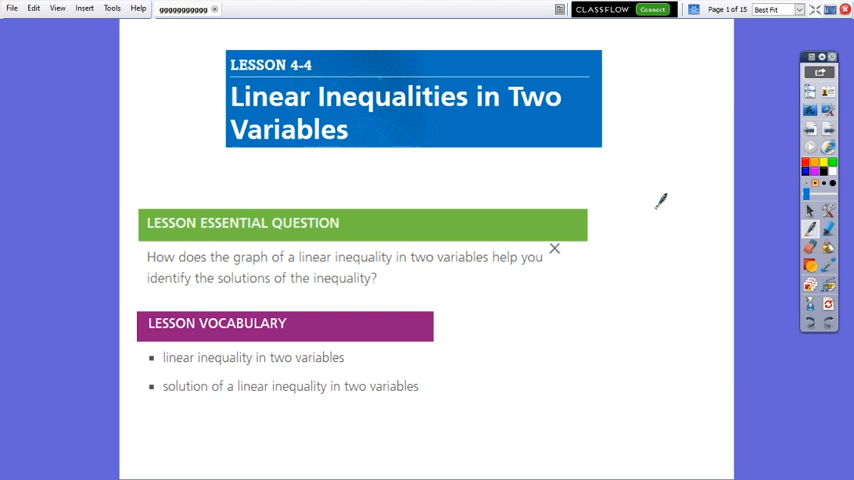 File Edit View Insert Tools Help
gggggggggggg
CLASSFLOW Connect
Page 1 of 15
Best Fit
LESSON 4-4
Linear Inequalities in Two
Variables
LESSON ESSENTIAL QUESTION
How does the graph of a linear inequality in two variables help you
identify the solutions of the inequality?
LESSON VOCABULARY
linear inequality in two variables
solution of a linear inequality in two variables